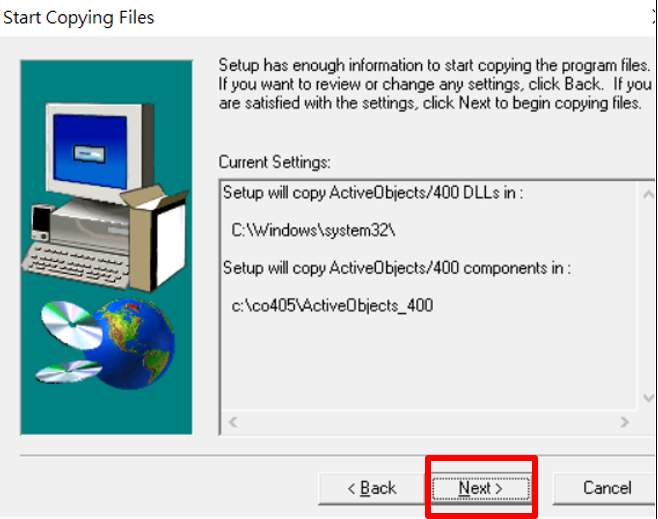 Start Copying Files
Setup has enough information to start copying the program files.
If you want to review or change any settings, click Back.  If you
are satisfied with the settings, click Next to begin copying files.
Current Settings:
Setup will copy ActiveObjects/400 DLLs in :
C:\Windows\system32\
Setup will copy ActiveObjects/400 components in :
c:\co405\ActiveObjects_400
< Back
Next >
Cancel